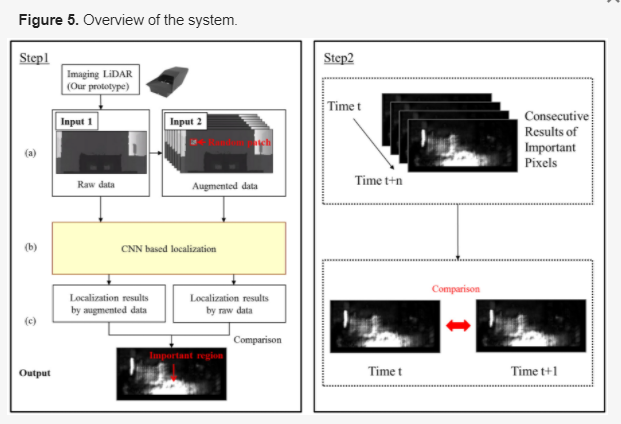 Figure 5. Overview of the system.
Step1
Imaging LiDAR
(Our prototype)
Input 1
Input 2
Random patch
(a)
Raw data
Augmented data
(b)
CNN based localization
Localization results
by augmented data
Localization results
by raw data
(c)
Comparison
Important region
Output
Step2
Time t
Consecutive
Results of
Important
Pixels
Time t+n
Comparison
Time t
Time t+1